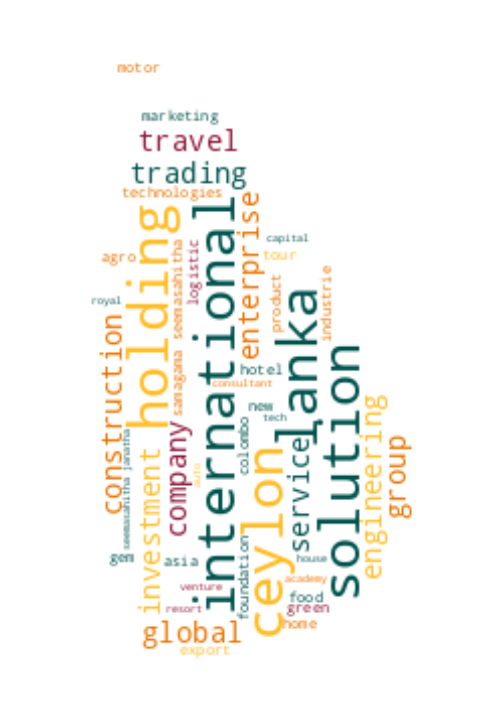 motor
marketing
travel
trading
technologies
holding
international
enterprise
capital
tour
agro
samagama seemasahitha
logistic
product
industrie
royal
construction
lanka
hotel
consultant
solution
new
tech
engineering
company
colombo
service
group
seemasahitha janatha
investment
auto
ceylon
gem
asia
foundation
house
venture
academy
food
resort
green
global
home
export